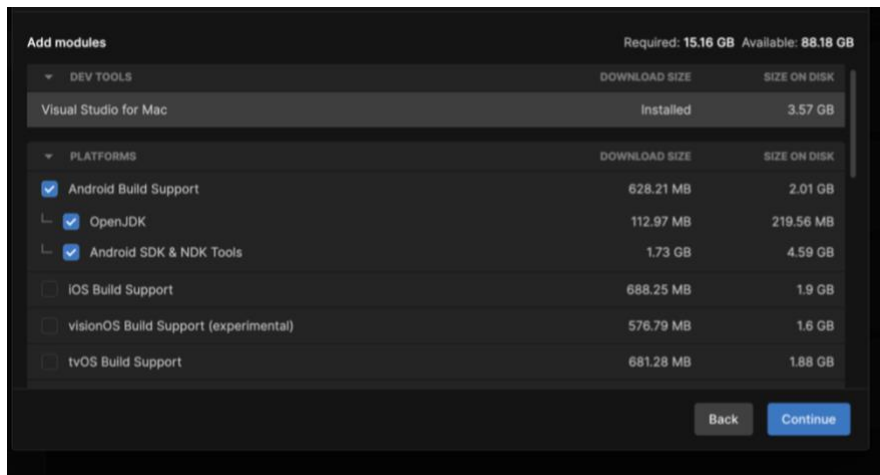 Add modules Required: 15.16 GB Available: 88.18 GB
DEV TOOLS DOWNLOAD SIZE SIZE ON DISK
Visual Studio for Mac Installed 3.57 GB
PLATFORMS DOWNLOAD SIZE SIZE ON DISK
Android Build Support 628.21 MB 2.01 GB
OpenJDK 112.97 MB 219.56 MB
Android SDK & NDK Tools 1.73 GB 4.59 GB
iOS Build Support 688.25 MB 1.9 GB
visionOS Build Support (experimental) 576.79 MB 1.6 GB
tvOS Build Support 681.28 MB 1.88 GB
Back Continue